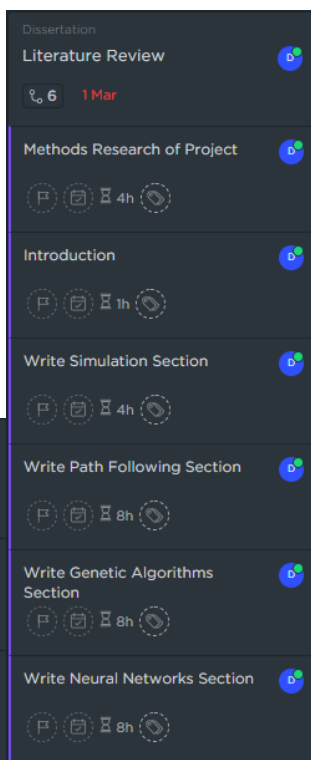 Dissertation
Literature Review
D
6 1 Mar
Methods Research of Project
D
4h
Introduction
D
1h
Write Simulation Section
D
4h
Write Path Following Section
D
8h
Write Genetic Algorithms
Section
D
8h
Write Neural Networks Section
D
8h